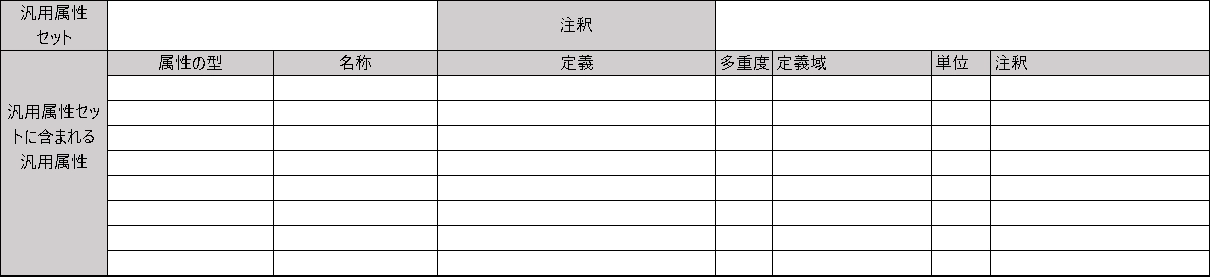 汎用属性
セット
注釈
属性の型
名称
定義
多重度
定義域
単位
注釈
汎用属性セッ
トに含まれる
汎用属性